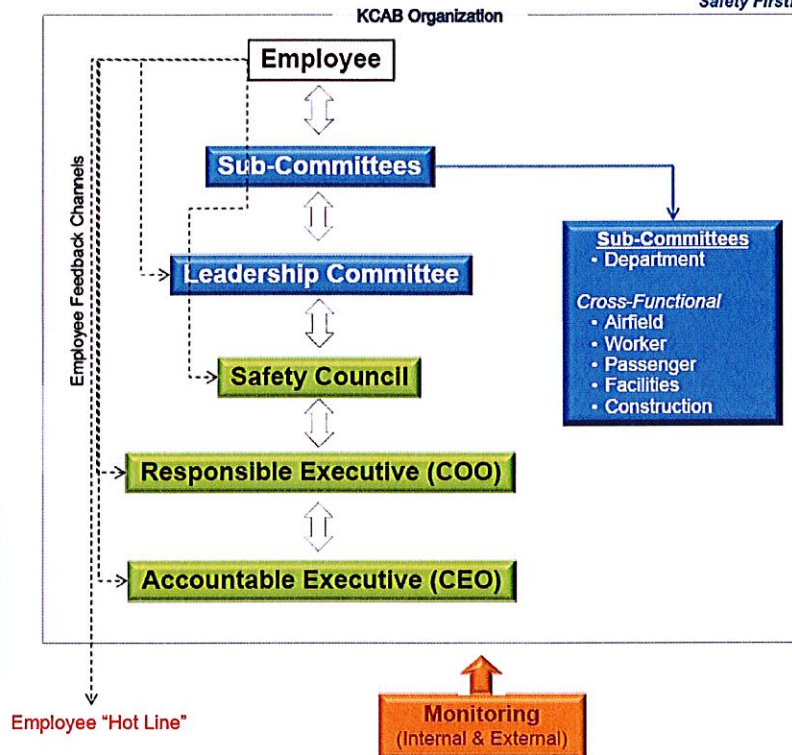 Safety First!
KCAB Organization
Employee
Sub-Committees
Leadership Committee
Safety Council
Responsible Executive (COO)
Accountable Executive (CEO)
Employee Feedback Channels
Sub-Committees
• Department
Cross-Functional
• Airfield
• Worker
• Passenger
• Facilities
• Construction
Employee “Hot Line”
Monitoring
(Internal & External)